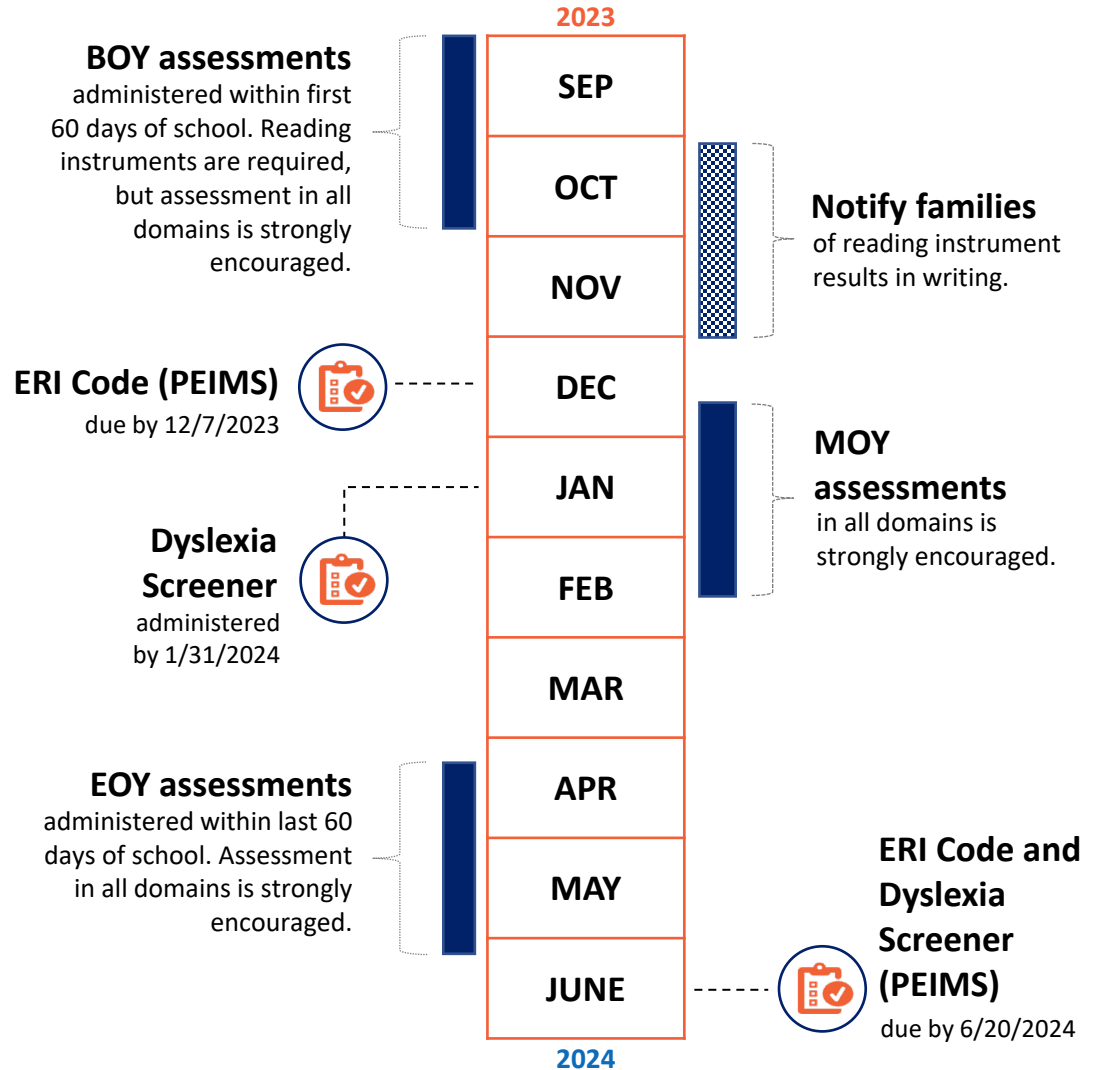 2023
BOY assessments
administered within first
60 days of school. Reading
instruments are required,
but assessment in all
domains is strongly
encouraged.
SEP
OCT
NOV
Notify families
of reading instrument
results in writing.
ERI Code (PEIMS)
due by 12/7/2023
DEC
MOY
assessments
in all domains is
strongly encouraged.
JAN
Dyslexia
Screener
administered
by 1/31/2024
FEB
MAR
EOY assessments
administered within last 60
days of school. Assessment
in all domains is strongly
encouraged.
APR
MAY
ERI Code and
Dyslexia
Screener
(PEIMS)
due by 6/20/2024
JUNE
2024